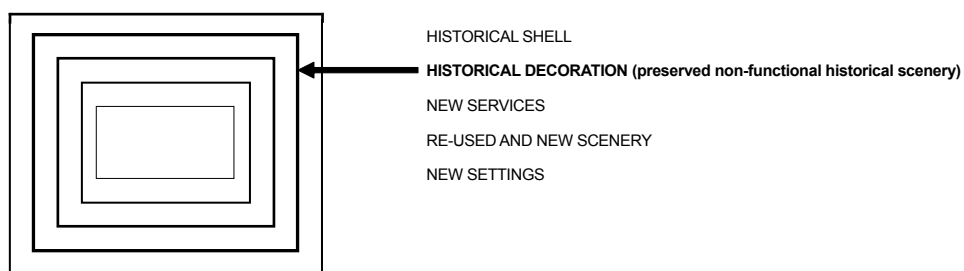 HISTORICAL SHELL
HISTORICAL DECORATION (preserved non-functional historical scenery)
NEW SERVICES
RE-USED AND NEW SCENERY
NEW SETTINGS